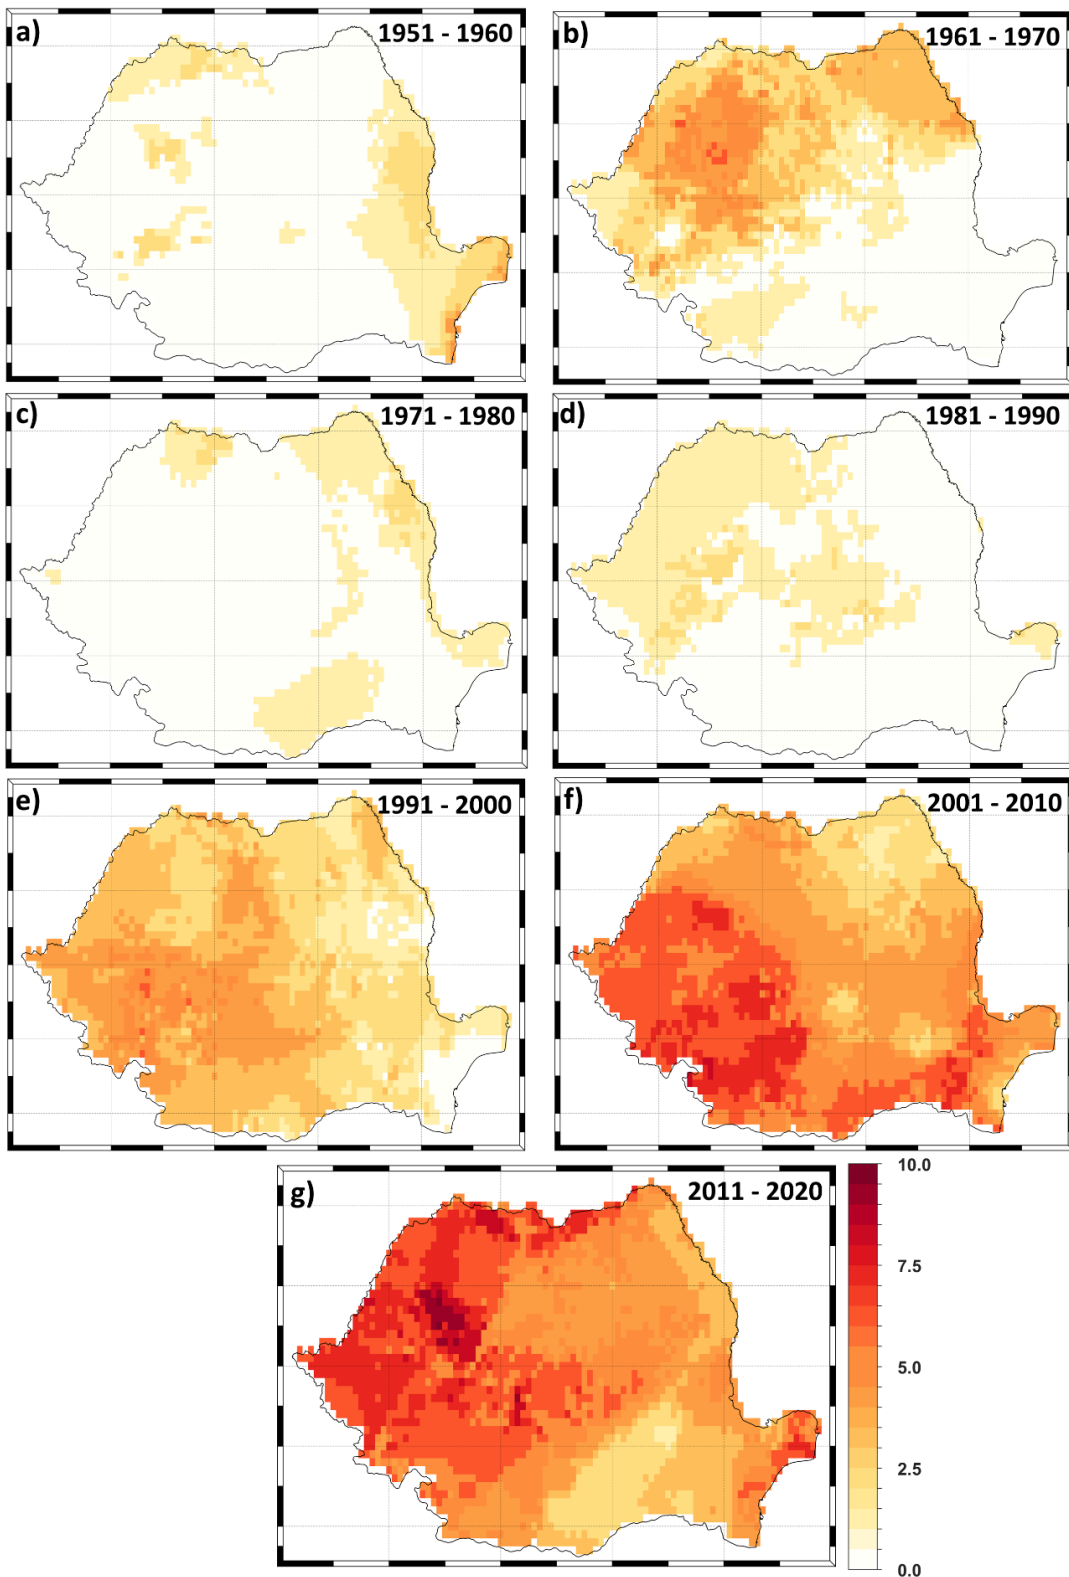 a) 1951 - 1960
b) 1961 - 1970
c) 1971 - 1980
d) 1981 - 1990
e) 1991 - 2000
f) 2001 - 2010
g) 2011 - 2020
10.0
7.5
5.0
2.5
0.0